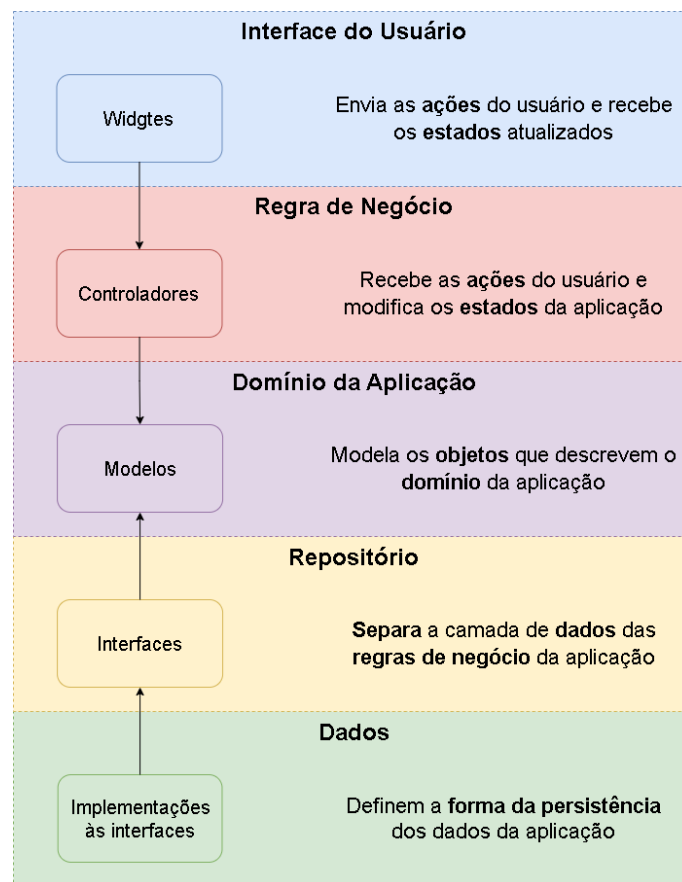 Interface do Usuário
Widgtes
Envia as ações do usuário e recebe
os estados atualizados
Regra de Negócio
Controladores
Recebe as ações do usuário e
modifica os estados da aplicação
Domínio da Aplicação
Modelos
Modela os objetos que descrevem o
domínio da aplicação
Repositório
Interfaces
Separa a camada de dados das
regras de negócio da aplicação
Dados
Implementações
às interfaces
Definem a forma da persistência
dos dados da aplicação